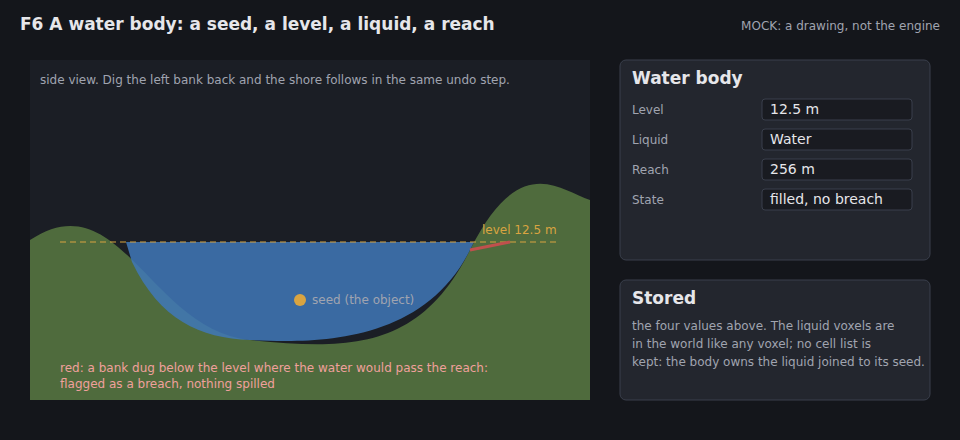 F6 A water body: a seed, a level, a liquid, a reach
MOCK: a drawing, not the engine
side view. Dig the left bank back and the shore follows in the same undo step.
level 12.5 m
seed (the object)
red: a bank dug below the level where the water would pass the reach:
flagged as a breach, nothing spilled
Water body
Level 12.5 m
Liquid Water
Reach 256 m
State filled, no breach
Stored
the four values above. The liquid voxels are
in the world like any voxel; no cell list is
kept: the body owns the liquid joined to its seed.